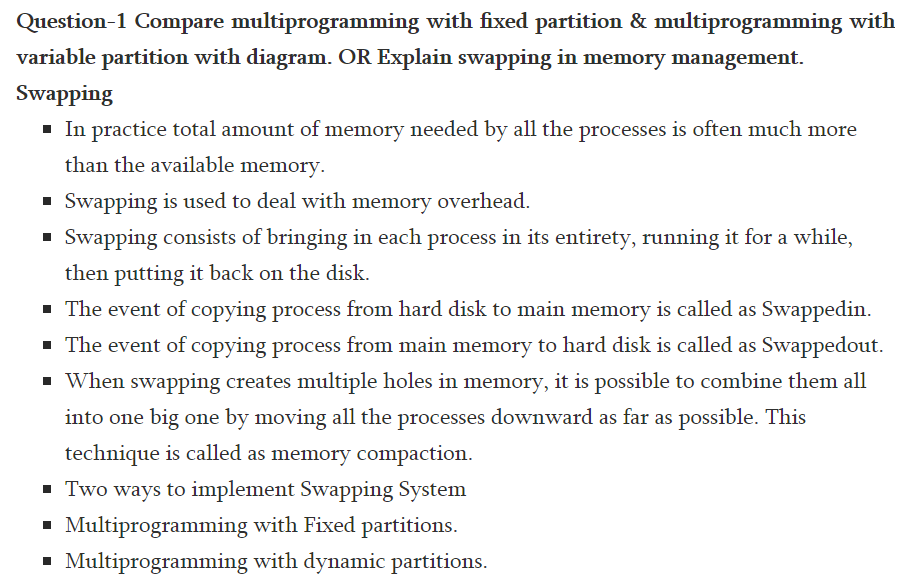 Question-1 Compare multiprogramming with fixed partition & multiprogramming with
variable partition with diagram. OR Explain swapping in memory management.
Swapping
▪ In practice total amount of memory needed by all the processes is often much more
than the available memory.
▪ Swapping is used to deal with memory overhead.
▪ Swapping consists of bringing in each process in its entirety, running it for a while,
then putting it back on the disk.
▪ The event of copying process from hard disk to main memory is called as Swappedin.
▪ The event of copying process from main memory to hard disk is called as Swappedout.
▪ When swapping creates multiple holes in memory, it is possible to combine them all
into one big one by moving all the processes downward as far as possible. This
technique is called as memory compaction.
▪ Two ways to implement Swapping System
▪ Multiprogramming with Fixed partitions.
▪ Multiprogramming with dynamic partitions.